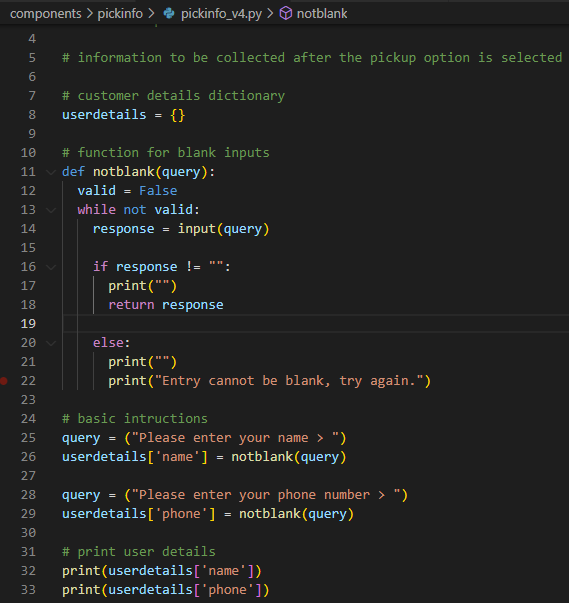 components > pickinfo > pickinfo_v4.py > notblank
4
5 # information to be collected after the pickup option is selected
6
7 # customer details dictionary
8 userdetails = {}
9
10 # function for blank inputs
11 def notblank(query):
12   valid = False
13   while not valid:
14     response = input(query)
15
16     if response != "":
17       print("")
18       return response
19
20     else:
21       print("")
22       print("Entry cannot be blank, try again.")
23
24 # basic intructions
25 query = ("Please enter your name > ")
26 userdetails['name'] = notblank(query)
27
28 query = ("Please enter your phone number > ")
29 userdetails['phone'] = notblank(query)
30
31 # print user details
32 print(userdetails['name'])
33 print(userdetails['phone'])